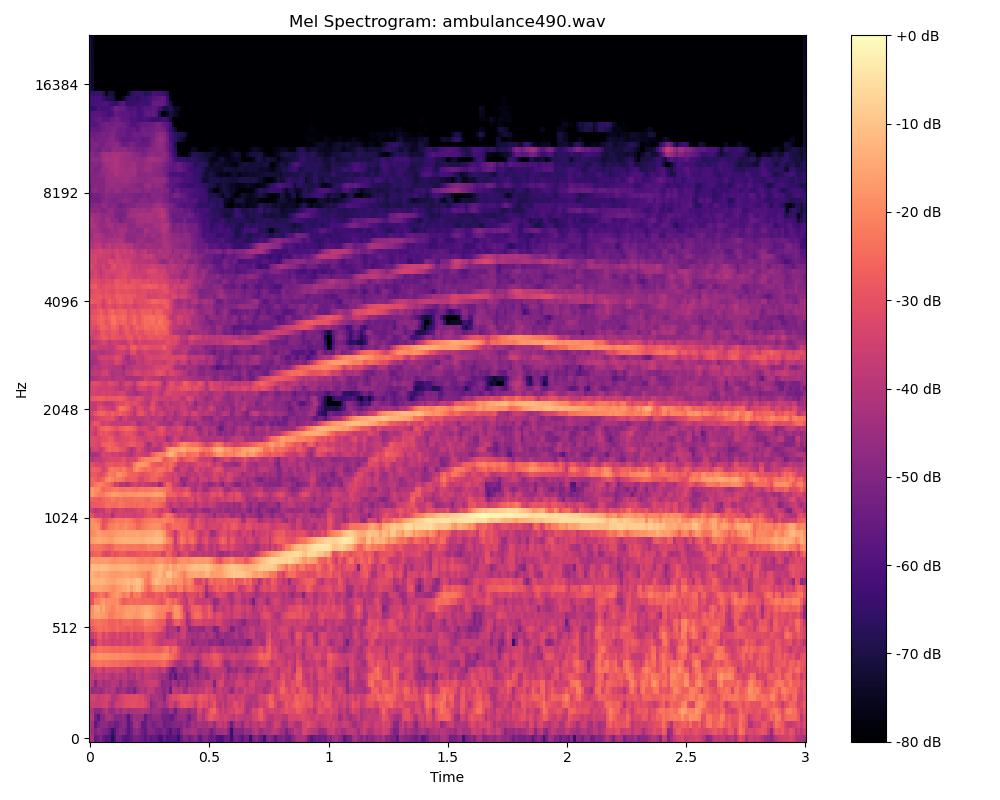 Mel Spectrogram: ambulance490.wav
+0 dB
16384
-10 dB
8192
-20 dB
4096
-30 dB
Hz
-40 dB
2048
-50 dB
1024
-60 dB
512
-70 dB
0
-80 dB
0 0.5 1 1.5 2 2.5 3
Time